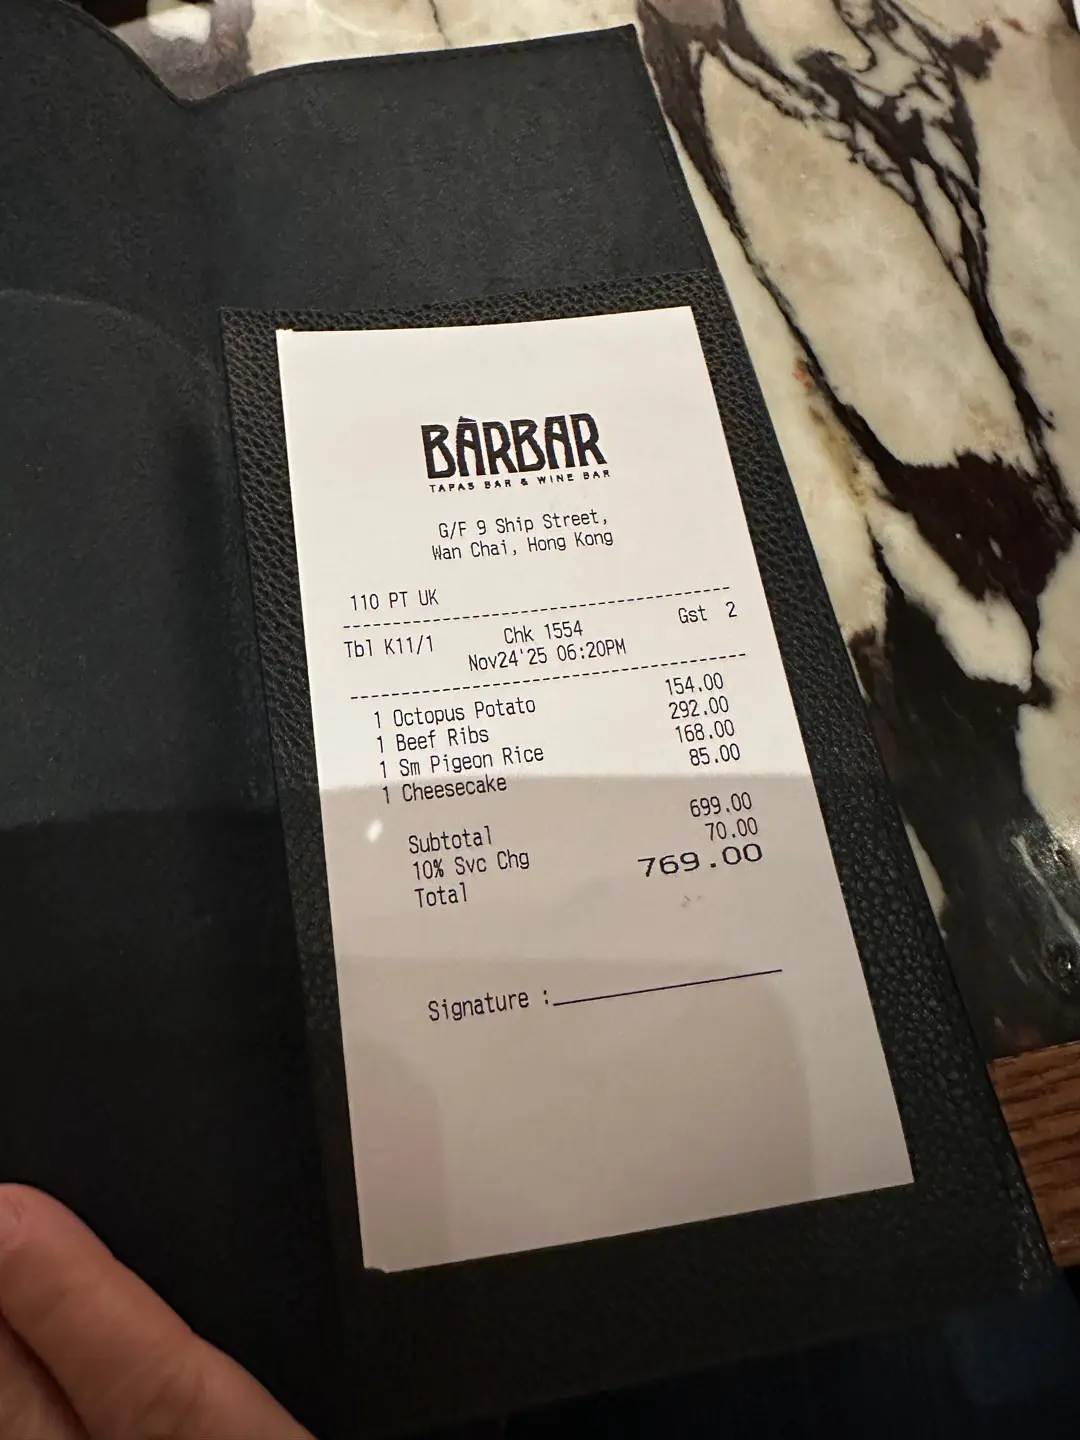 BÀRBAR
TAPAS BAR & WINE BAR
G/F 9 Ship Street,
Wan Chai, Hong Kong
110 PT UK
Tbl K11/1 Chk 1554 Gst 2
Nov24'25 06:20PM
1 Octopus Potato 154.00
1 Beef Ribs 292.00
1 Sm Pigeon Rice 168.00
1 Cheesecake 85.00
Subtotal 699.00
10% Svc Chg 70.00
Total 769.00
Signature :